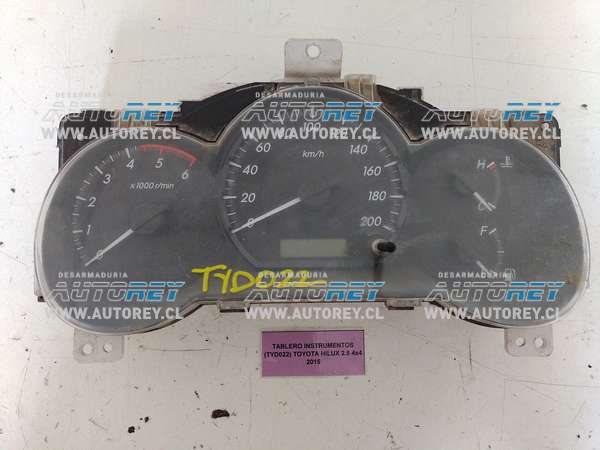 DESARMADURIA DESARMADURIA DESARMADURIA
AUTOREY AUTOREY AUTOREY
WWW.AUTOREY.CL WWW.AUTOREY.CL WWW.AUTOREY.CL
0 1 2 3 4 5 6
x1000 r/min
0 20 40 60 100 140 160 180 200
km/h
H
C
F
DESARMADURIA DESARMADURIA DESARMADURIA
AUTOREY AUTOREY AUTOREY
WWW.AUTOREY.CL WWW.AUTOREY.CL WWW.AUTOREY.CL
TYD022
TABLERO INSTRUMENTOS
(TYD022) TOYOTA HILUX 2.5 4x4
2015